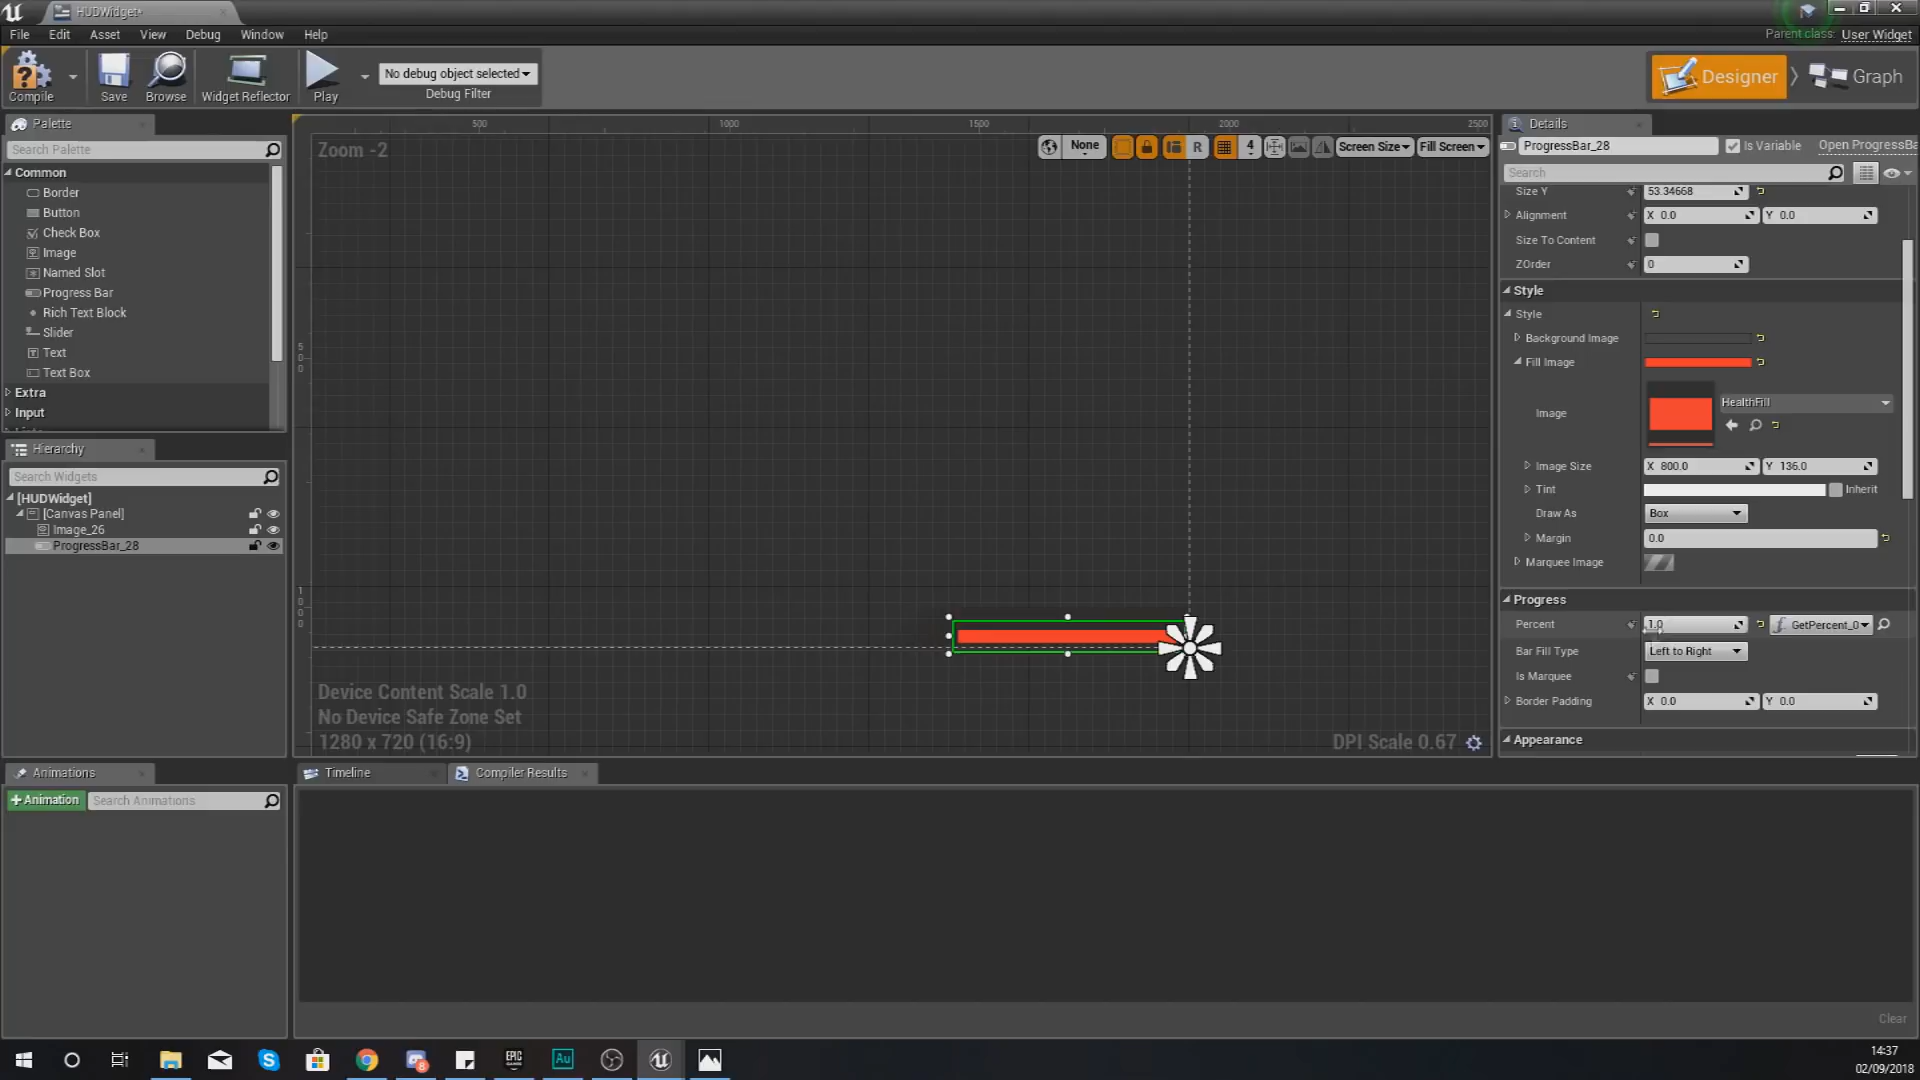 HUDWidget*
File Edit Asset View Debug Window Help
Parent class: User Widget
Compile
Save
Browse
Widget Reflector
Play
No debug object selected
Debug Filter
Designer
Graph
Palette
Search Palette
Common
Border
Button
Check Box
Image
Named Slot
Progress Bar
Rich Text Block
Slider
Text
Text Box
Extra
Input
Hierarchy
Search Widgets
[HUDWidget]
[Canvas Panel]
Image_26
ProgressBar_28
Animations
+ Animation
Search Animations
500 1000 1500 2000 2500
Zoom -2
None R 4 Screen Size Fill Screen
Device Content Scale 1.0
No Device Safe Zone Set
1280 x 720 (16:9)
DPI Scale 0.67
Timeline
Compiler Results
Clear
Details
ProgressBar_28 Is Variable Open ProgressBa
Search
Size Y 53.34668
Alignment X 0.0 Y 0.0
Size To Content
ZOrder 0
Style
Style
Background Image
Fill Image
Image HealthFill
Image Size X 800.0 Y 136.0
Tint Inherit
Draw As Box
Margin 0.0
Marquee Image
Progress
Percent 1.0 GetPercent_0
Bar Fill Type Left to Right
Is Marquee
Border Padding X 0.0 Y 0.0
Appearance
EPIC GAMES
Au
8
14:37
02/09/2018